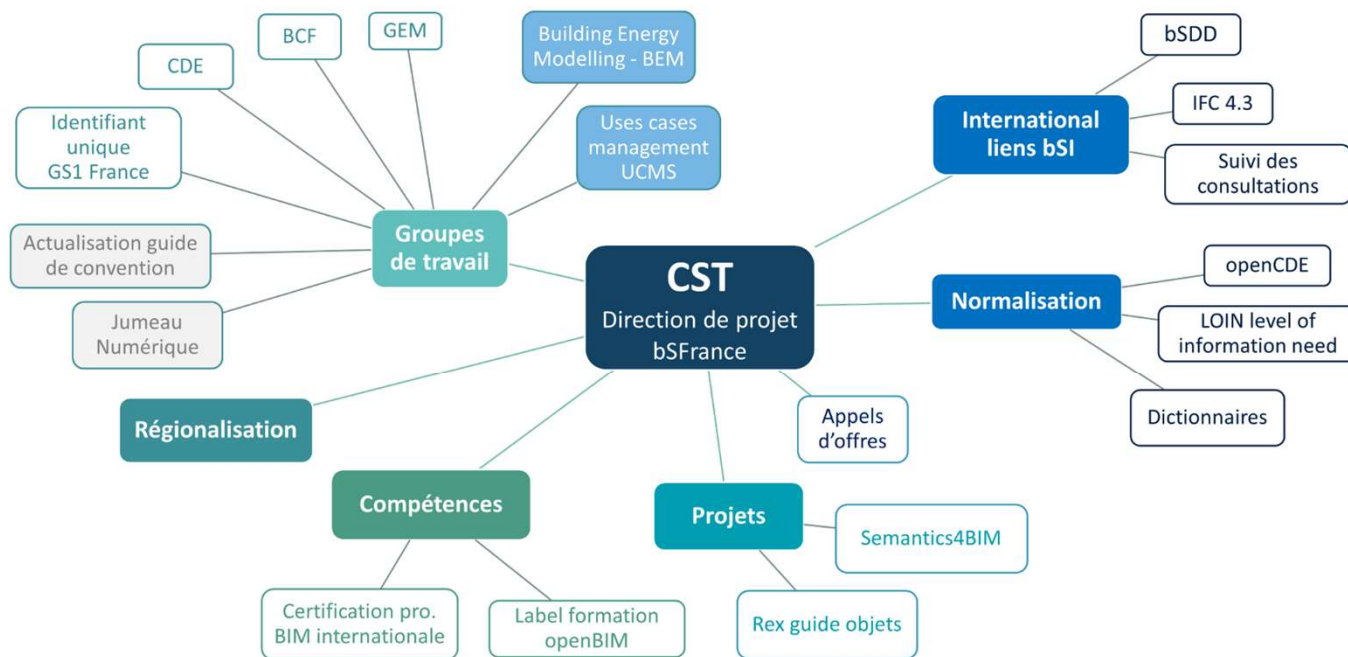 BCF
GEM
CDE
Building Energy
Modelling - BEM
Identifiant
unique
GS1 France
Uses cases
management
UCMS
Actualisation guide
de convention
Jumeau
Numérique
Groupes
de travail
CST
Direction de projet
bSFrance
International
liens bSI
bSDD
IFC 4.3
Suivi des
consultations
Normalisation
openCDE
LOIN level of
information need
Dictionnaires
Régionalisation
Appels
d’offres
Compétences
Certification pro.
BIM internationale
Label formation
openBIM
Projets
Semantics4BIM
Rex guide objets